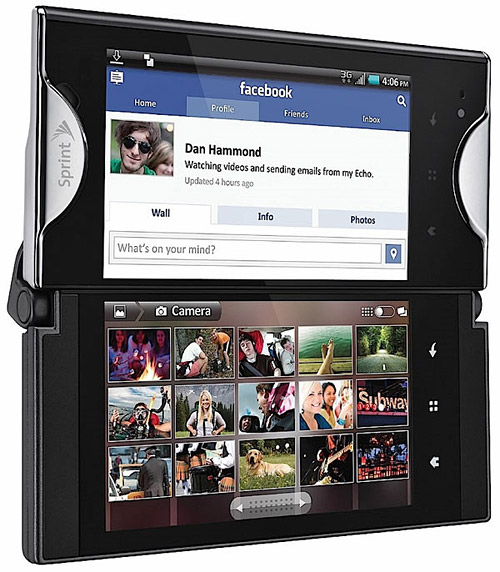 3G 4:06 PM
facebook
Home Profile Friends Inbox
Sprint
Dan Hammond
Watching videos and sending emails from my Echo.
Updated 4 hours ago
Wall Info Photos
What's on your mind?
Camera
Subway